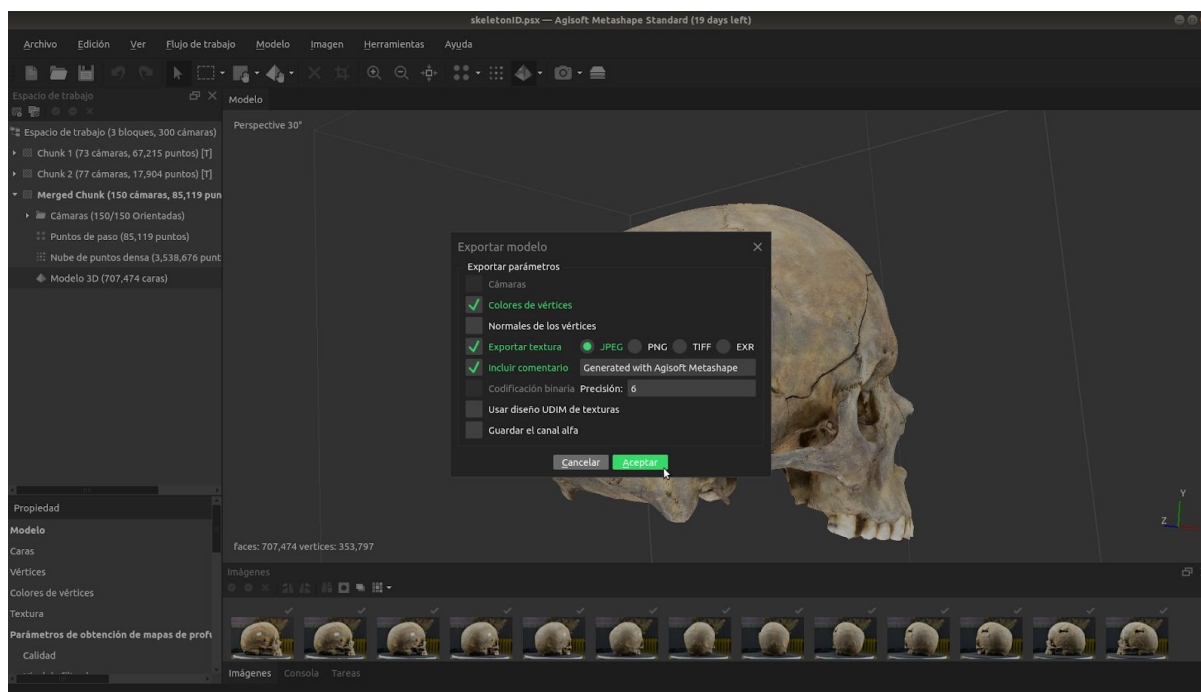 skeletonID.psx — Agisoft Metashape Standard (19 days left)
Archivo Edición Ver Flujo de trabajo Modelo Imagen Herramientas Ayuda
Espacio de trabajo
Modelo
Espacio de trabajo (3 bloques, 300 cámaras)
Chunk 1 (73 cámaras, 67,215 puntos) [T]
Chunk 2 (77 cámaras, 17,904 puntos) [T]
Merged Chunk (150 cámaras, 85,119 pun
Cámaras (150/150 Orientadas)
Puntos de paso (85,119 puntos)
Nube de puntos densa (3,538,676 punt
Modelo 3D (707,474 caras)
Perspective 30°
Exportar modelo
Exportar parámetros
Cámaras
Colores de vértices
Normales de los vértices
Exportar textura JPEG PNG TIFF EXR
Incluir comentario Generated with Agisoft Metashape
Codificación binaria Precisión: 6
Usar diseño UDIM de texturas
Guardar el canal alfa
Cancelar Aceptar
Y
Z
faces: 707,474 vertices: 353,797
Propiedad
Modelo
Caras
Vértices
Colores de vértices
Textura
Parámetros de obtención de mapas de profu
Calidad
Imágenes
Imágenes Consola Tareas